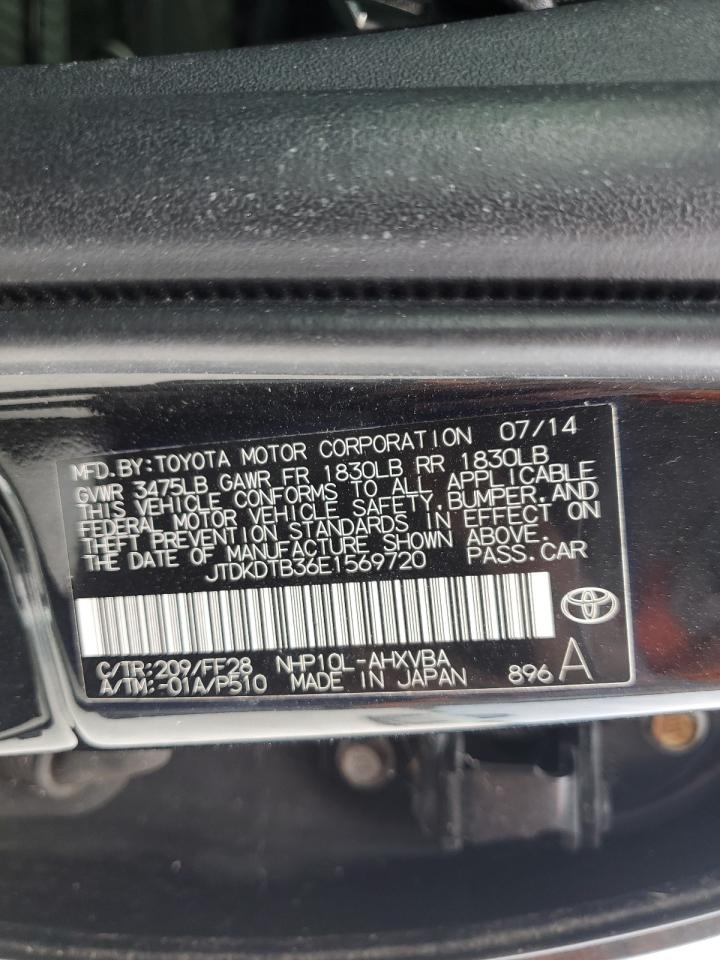 MFD.BY:TOYOTA MOTOR CORPORATION 07/14
GVWR 3475LB GAWR FR 1830LB RR 1830LB
THIS VEHICLE CONFORMS TO ALL APPLICABLE
FEDERAL MOTOR VEHICLE SAFETY,BUMPER,AND
THEFT PREVENTION STANDARDS IN EFFECT ON
THE DATE OF MANUFACTURE SHOWN ABOVE.
JTDKDTB36E1569720 PASS.CAR
C/TR:209/FF28 NHP10L-AHXVBA
A/TM:-01A/P510 MADE IN JAPAN 896 A